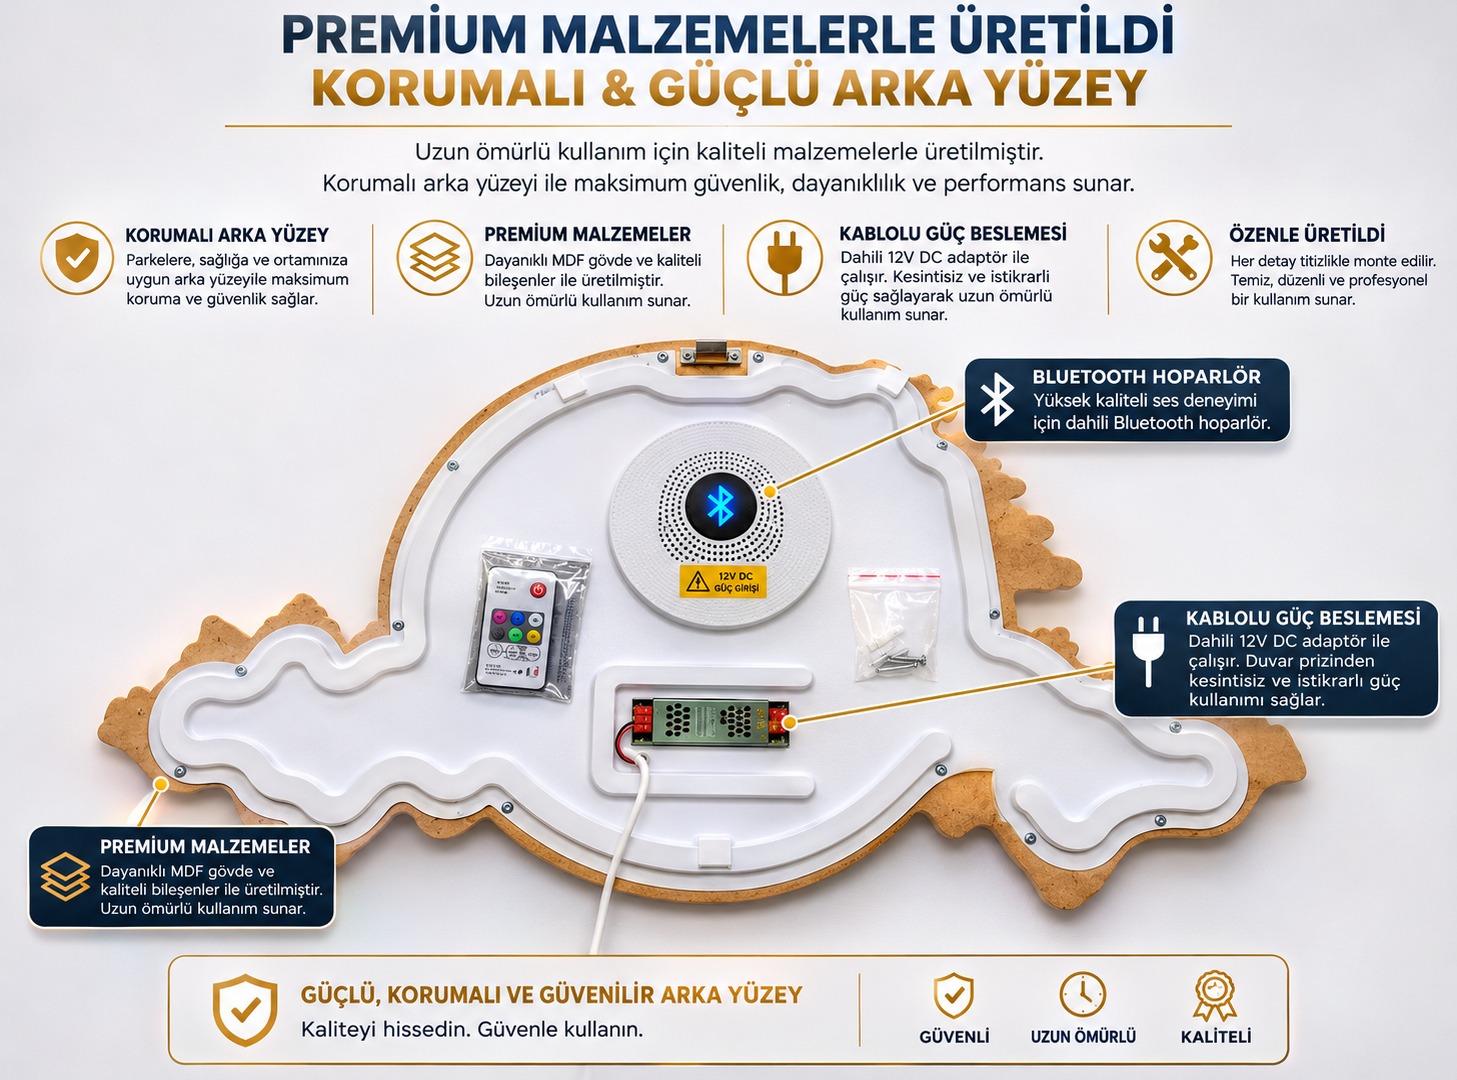 PREMİUM MALZEMELERLE ÜRETİLDİ
KORUMALI & GÜÇLÜ ARKA YÜZEY
Uzun ömürlü kullanım için kaliteli malzemelerle üretilmiştir.
Korumalı arka yüzeyi ile maksimum güvenlik, dayanıklılık ve performans sunar.
KORUMALI ARKA YÜZEY
Parkelere, sağlığa ve ortamınıza
uygun arka yüzeyile maksimum
koruma ve güvenlik sağlar.
PREMİUM MALZEMELER
Dayanıklı MDF gövde ve kaliteli
bileşenler ile üretilmiştir.
Uzun ömürlü kullanım sunar.
KABLOLU GÜÇ BESLEMESİ
Dahili 12V DC adaptör ile
çalışır. Kesintisiz ve istikrarlı
güç sağlayarak uzun ömürlü
kullanım sunar.
ÖZENLE ÜRETİLDİ
Her detay titizlikle monte edilir.
Temiz, düzenli ve profesyonel
bir kullanım sunar.
BLUETOOTH HOPARLÖR
Yüksek kaliteli ses deneyimi
için dahili Bluetooth hoparlör.
12V DC
GÜÇ GİRİŞİ
KABLOLU GÜÇ BESLEMESİ
Dahili 12V DC adaptör ile
çalışır. Duvar prizinden
kesintisiz ve istikrarlı güç
kullanımı sağlar.
PREMİUM MALZEMELER
Dayanıklı MDF gövde ve
kaliteli bileşenler ile üretilmiştir.
Uzun ömürlü kullanım sunar.
GÜÇLÜ, KORUMALI VE GÜVENİLİR ARKA YÜZEY
Kaliteyi hissedin. Güvenle kullanın.
GÜVENLİ
UZUN ÖMÜRLÜ
KALİTELİ